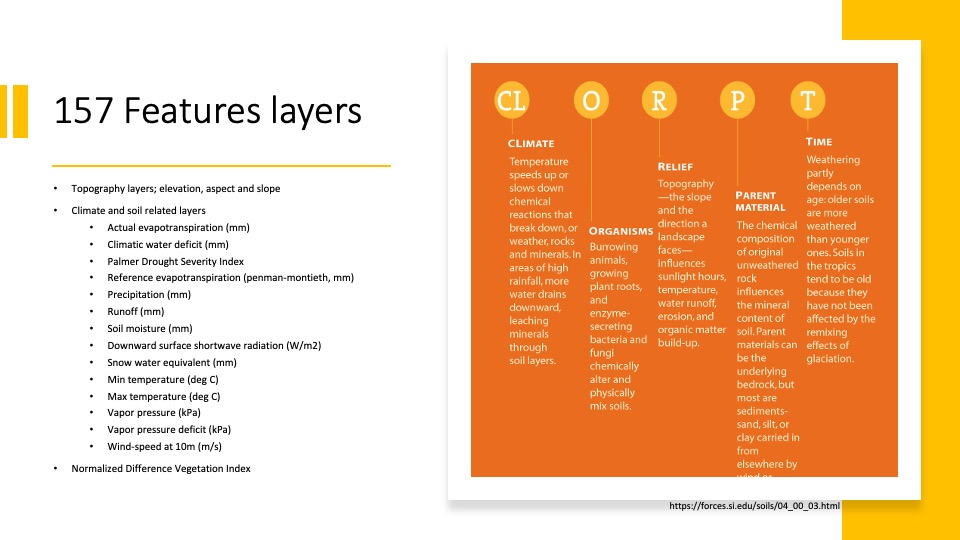 157 Features layers
• Topography layers; elevation, aspect and slope
• Climate and soil related layers
• Actual evapotranspiration (mm)
• Climatic water deficit (mm)
• Palmer Drought Severity Index
• Reference evapotranspiration (penman-montieth, mm)
• Precipitation (mm)
• Runoff (mm)
• Soil moisture (mm)
• Downward surface shortwave radiation (W/m2)
• Snow water equivalent (mm)
• Min temperature (deg C)
• Max temperature (deg C)
• Vapor pressure (kPa)
• Vapor pressure deficit (kPa)
• Wind-speed at 10m (m/s)
• Normalized Difference Vegetation Index
CL
CLIMATE
Temperature
speeds up or
slows down
chemical
reactions that
break down, or
weather, rocks
and minerals. In
areas of high
rainfall, more
water drains
downward,
leaching
minerals
through
soil layers.
O
ORGANISMS
Burrowing
animals,
growing
plant roots,
and
enzyme-
secreting
bacteria and
fungi
chemically
alter and
physically
mix soils.
R
RELIEF
Topography
—the slope
and the
direction a
landscape
faces—
influences
sunlight hours,
temperature,
water runoff,
erosion, and
organic matter
build-up.
P
PARENT
MATERIAL
The chemical
composition
of original
unweathered
rock
influences
the mineral
content of
soil. Parent
materials can
be the
underlying
bedrock, but
most are
sediments-
sand, silt, or
clay carried in
from
elsewhere by
T
TIME
Weathering
partly
depends on
age: older soils
are more
weathered
than younger
ones. Soils in
the tropics
tend to be old
because they
have not been
affected by the
remixing
effects of
glaciation.
https://forces.si.edu/soils/04_00_03.html